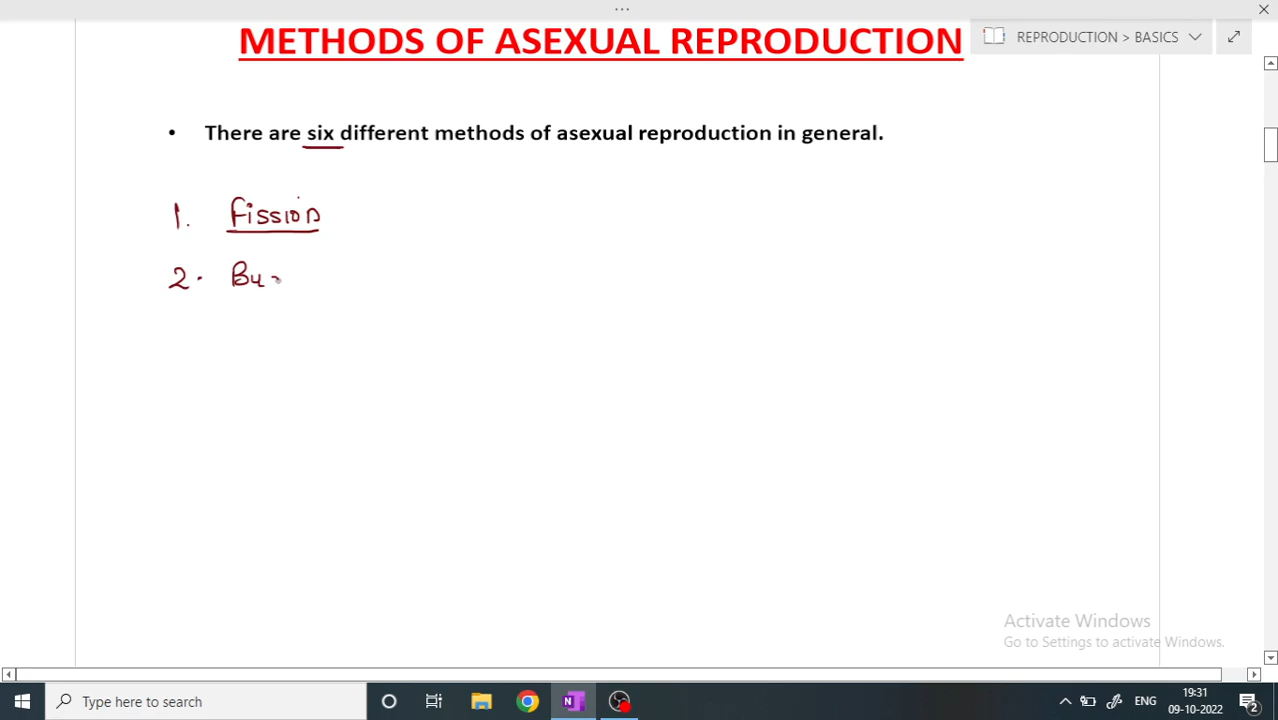 METHODS OF ASEXUAL REPRODUCTION
REPRODUCTION > BASICS
• There are six different methods of asexual reproduction in general.
1. Fission
2. Bu
Activate Windows
Go to Settings to activate Windows.
Type here to search
ENG
19:31
09-10-2022
2